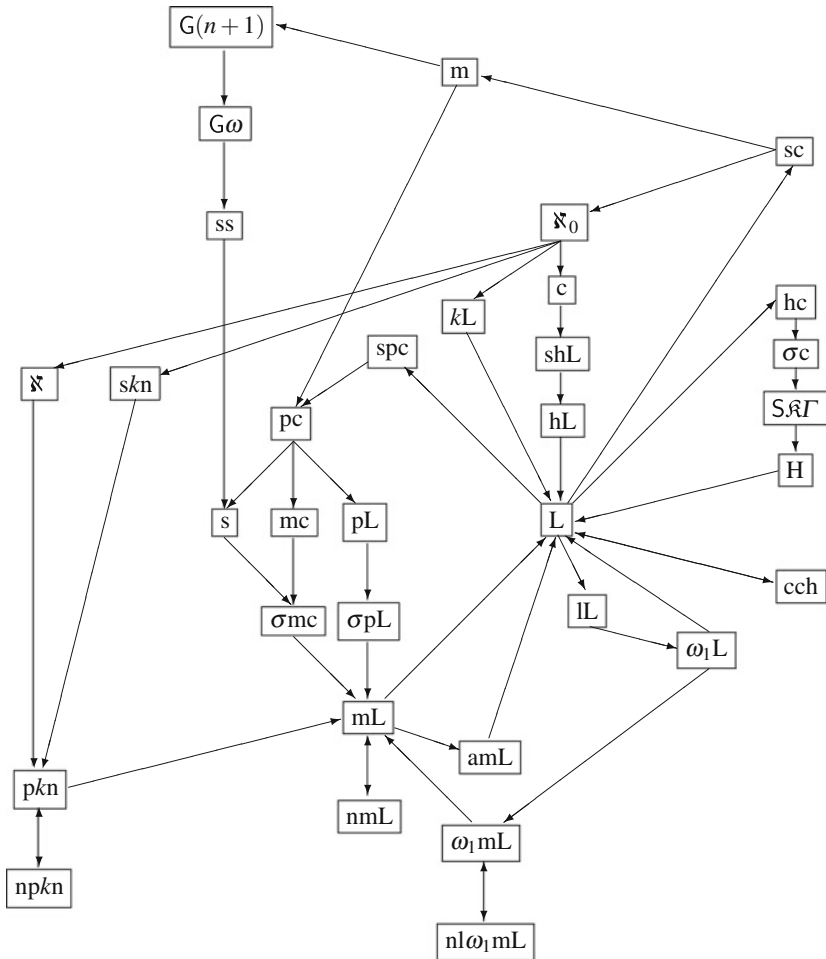 G(n + 1)
m
Gω
sc
ss
ℵ₀
c
kL
hc
spc
shL
σc
ℵ
skn
S𝔎Γ
pc
hL
H
s
mc
pL
L
cch
σmc
σpL
lL
ω₁L
mL
amL
pkn
nmL
ω₁mL
npkn
nlω₁mL